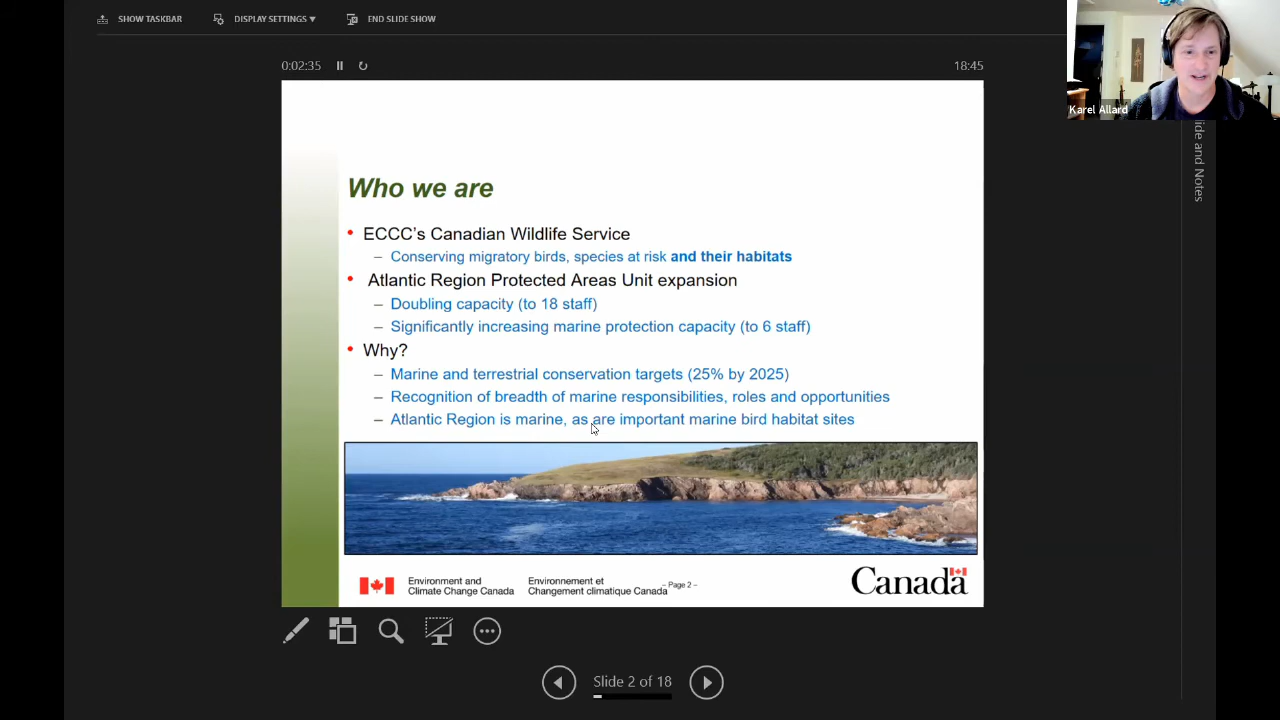 SHOW TASKBAR
DISPLAY SETTINGS ▼
END SLIDE SHOW
0:02:35
18:45
Karel Allard
lide and Notes
Who we are
• ECCC's Canadian Wildlife Service
– Conserving migratory birds, species at risk and their habitats
• Atlantic Region Protected Areas Unit expansion
– Doubling capacity (to 18 staff)
– Significantly increasing marine protection capacity (to 6 staff)
• Why?
– Marine and terrestrial conservation targets (25% by 2025)
– Recognition of breadth of marine responsibilities, roles and opportunities
– Atlantic Region is marine, as are important marine bird habitat sites
Environment and
Climate Change Canada
Environnement et
Changement climatique Canada
– Page 2 –
Canada
Slide 2 of 18